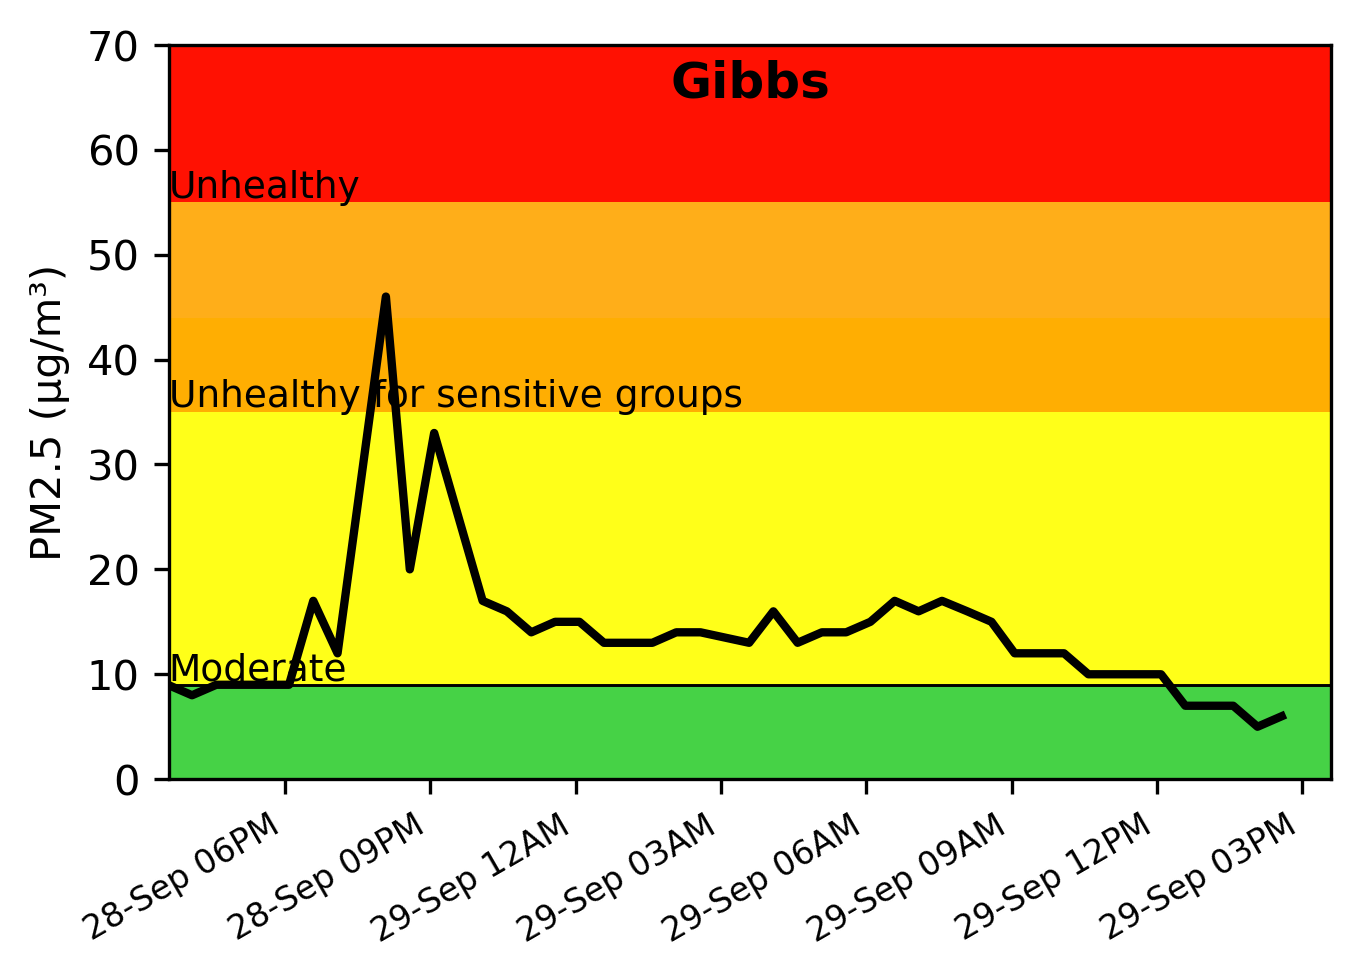 Gibbs
70
60
50
40
30
20
10
0
PM2.5 (µg/m³)
Unhealthy
Unhealthy for sensitive groups
Moderate
28-Sep 06PM
28-Sep 09PM
29-Sep 12AM
29-Sep 03AM
29-Sep 06AM
29-Sep 09AM
29-Sep 12PM
29-Sep 03PM